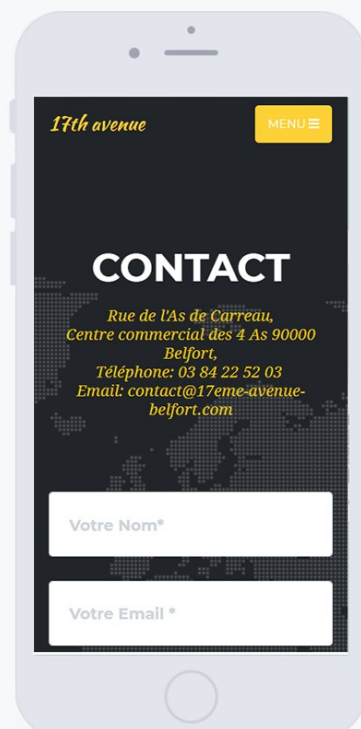 17th avenue
MENU
CONTACT
Rue de l'As de Carreau,
Centre commercial des 4 As 90000
Belfort,
Téléphone: 03 84 22 52 03
Email: contact@17eme-avenue-
belfort.com
Votre Nom*
Votre Email *